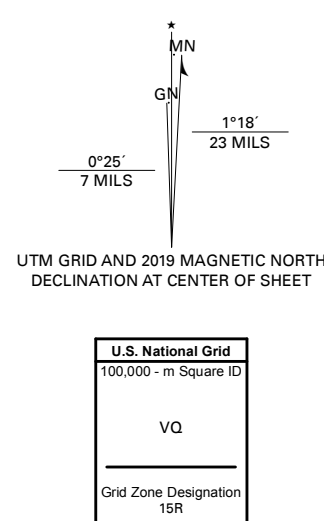 MN
GN
1°18´
23 MILS
0°25´
7 MILS
UTM GRID AND 2019 MAGNETIC NORTH
DECLINATION AT CENTER OF SHEET
U.S. National Grid
100,000 - m Square ID
VQ
Grid Zone Designation
15R